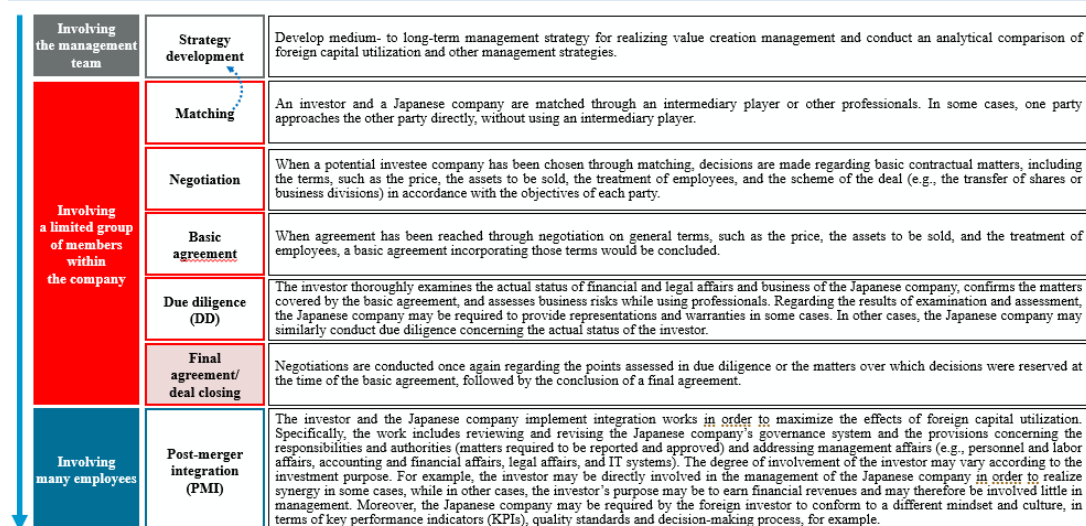 Involving
the management
team
Strategy
development
Develop medium- to long-term management strategy for realizing value creation management and conduct an analytical comparison of
foreign capital utilization and other management strategies.
Involving
a limited group
of members
within
the company
Matching
An investor and a Japanese company are matched through an intermediary player or other professionals. In some cases, one party
approaches the other party directly, without using an intermediary player.
Negotiation
When a potential investee company has been chosen through matching, decisions are made regarding basic contractual matters, including
the terms, such as the price, the assets to be sold, the treatment of employees, and the scheme of the deal (e.g., the transfer of shares or
business divisions) in accordance with the objectives of each party.
Basic
agreement
When agreement has been reached through negotiation on general terms, such as the price, the assets to be sold, and the treatment of
employees, a basic agreement incorporating those terms would be concluded.
Due diligence
(DD)
The investor thoroughly examines the actual status of financial and legal affairs and business of the Japanese company, confirms the matters
covered by the basic agreement, and assesses business risks while using professionals. Regarding the results of examination and assessment,
the Japanese company may be required to provide representations and warranties in some cases. In other cases, the Japanese company may
similarly conduct due diligence concerning the actual status of the investor.
Final
agreement/
deal closing
Negotiations are conducted once again regarding the points assessed in due diligence or the matters over which decisions were reserved at
the time of the basic agreement, followed by the conclusion of a final agreement.
Involving
many employees
Post-merger
integration
(PMI)
The investor and the Japanese company implement integration works in order to maximize the effects of foreign capital utilization.
Specifically, the work includes reviewing and revising the Japanese company's governance system and the provisions concerning the
responsibilities and authorities (matters required to be reported and approved) and addressing management affairs (e.g., personnel and labor
affairs, accounting and financial affairs, legal affairs, and IT systems). The degree of involvement of the investor may vary according to the
investment purpose. For example, the investor may be directly involved in the management of the Japanese company in order to realize
synergy in some cases, while in other cases, the investor's purpose may be to earn financial revenues and may therefore be involved little in
management. Moreover, the Japanese company may be required by the foreign investor to conform to a different mindset and culture, in
terms of key performance indicators (KPIs), quality standards and decision-making process, for example.